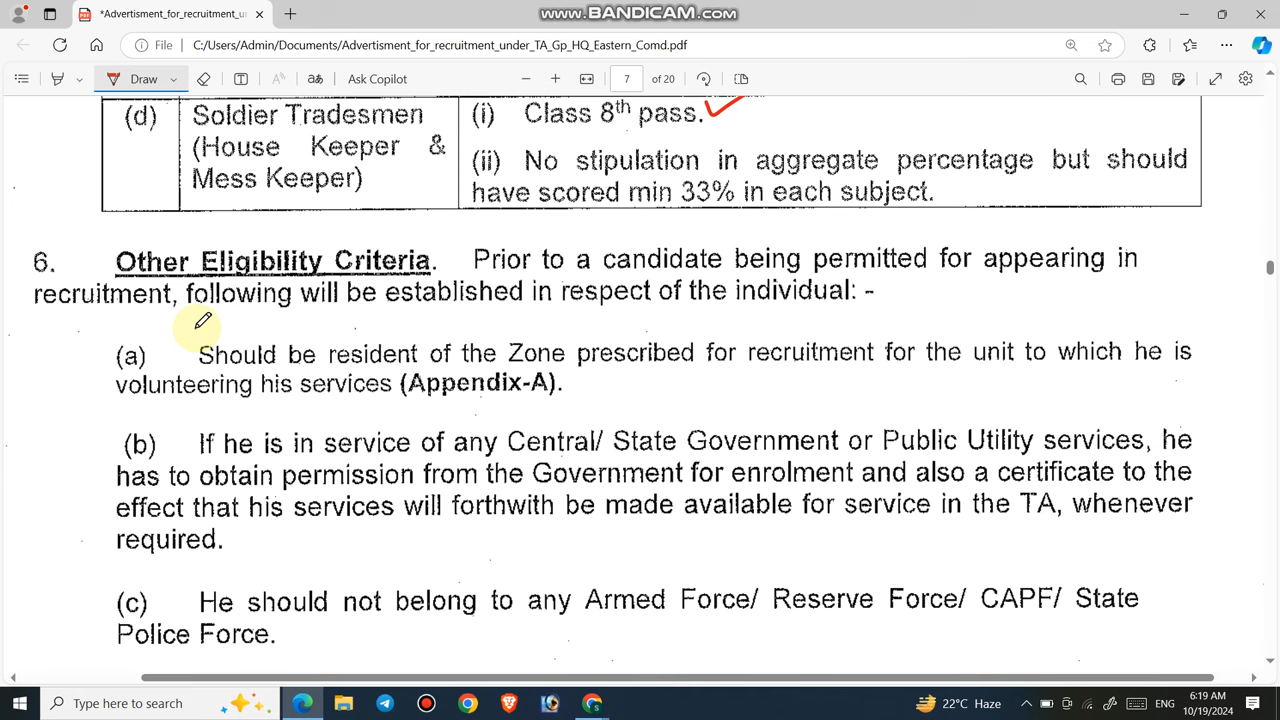 www.BANDICAM.com
*Advertisment_for_recruitment_un
File
C:/Users/Admin/Documents/Advertisment_for_recruitment_under_TA_Gp_HQ_Eastern_Comd.pdf
Draw
Ask Copilot
7 of 20
(d) Soldier Tradesmen (i) Class 8th pass.
(House Keeper &
(ii) No stipulation in aggregate percentage but should
Mess Keeper)
have scored min 33% in each subject.
6. Other Eligibility Criteria. Prior to a candidate being permitted for appearing in
recruitment, following will be established in respect of the individual: -
(a) Should be resident of the Zone prescribed for recruitment for the unit to which he is
volunteering his services (Appendix-A).
(b) If he is in service of any Central/ State Government or Public Utility services, he
has to obtain permission from the Government for enrolment and also a certificate to the
effect that his services will forthwith be made available for service in the TA, whenever
required.
(c) He should not belong to any Armed Force/ Reserve Force/ CAPF/ State
Police Force.
Type here to search
22°C Haze
6:19 AM
10/19/2024